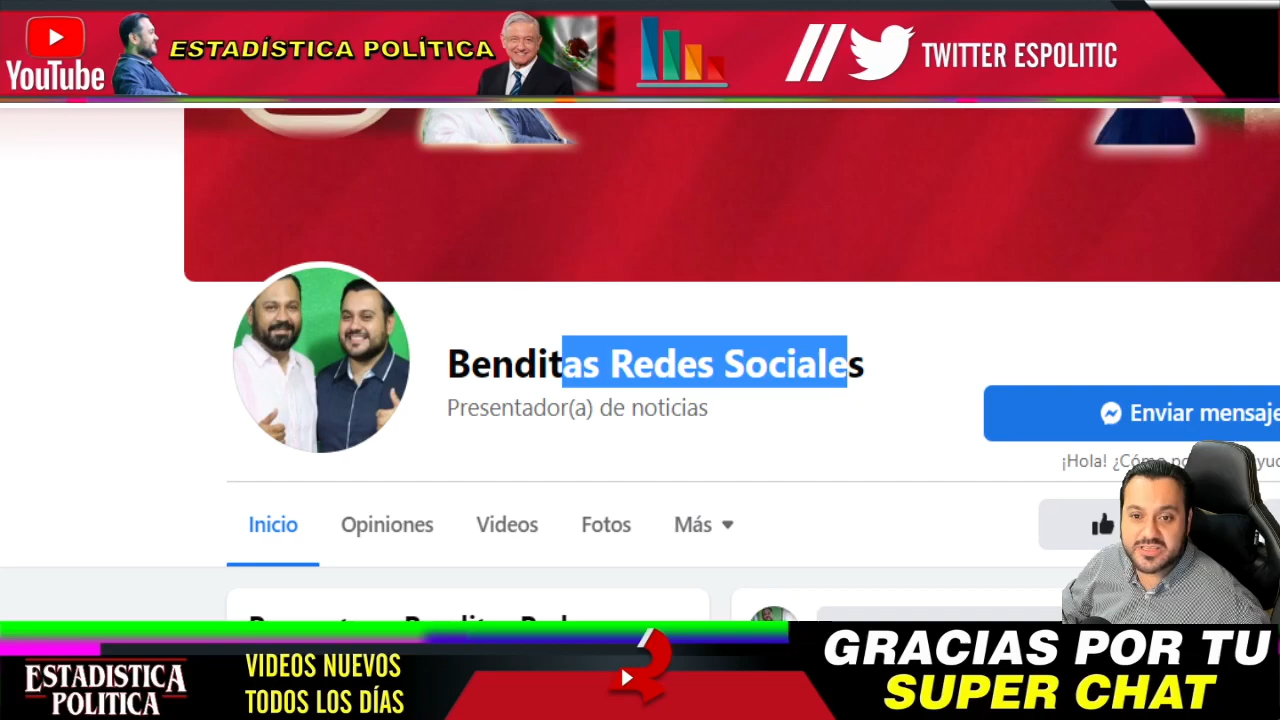 YouTube
ESTADÍSTICA POLÍTICA
TWITTER ESPOLITIC
Benditas Redes Sociales
Presentador(a) de noticias
Enviar mensaje
¡Hola! ¿Cómo
Inicio
Opiniones
Videos
Fotos
Más
ESTADISTICA
POLITICA
VIDEOS NUEVOS
TODOS LOS DÍAS
GRACIAS POR TU
SUPER CHAT